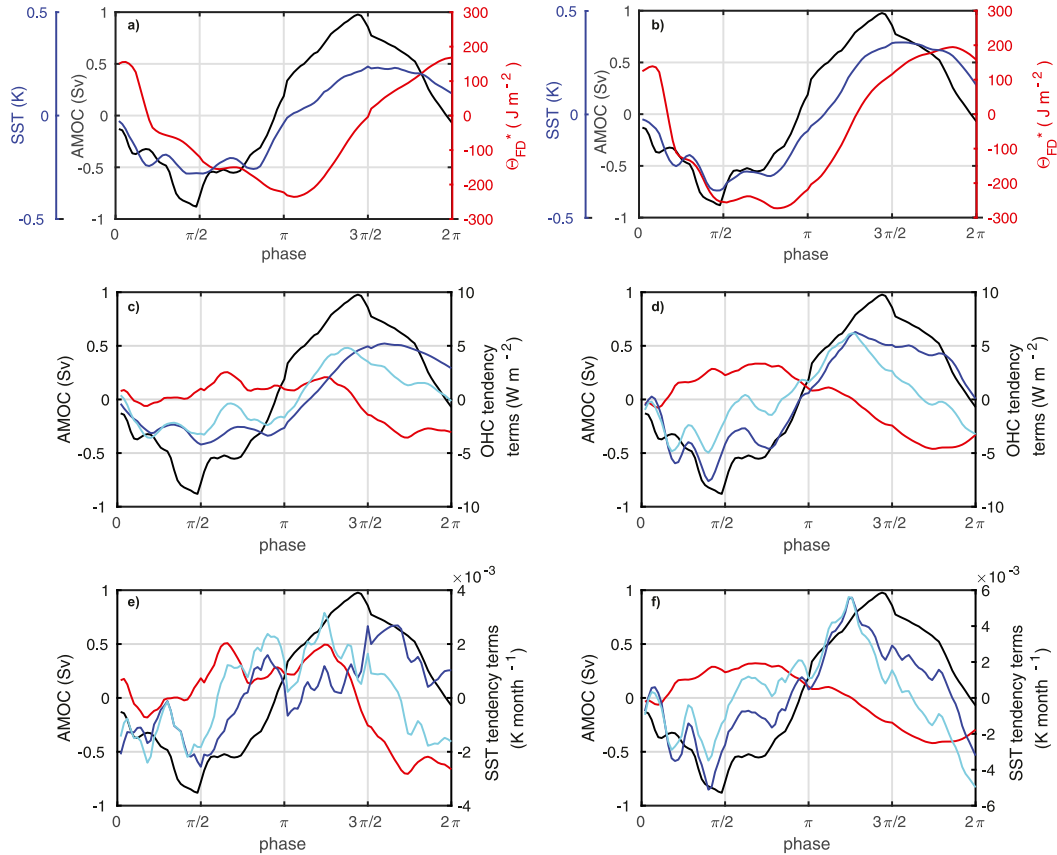 a)
0.5
0
-0.5
SST (K)
1
0.5
0
-0.5
-1
AMOC (Sv)
300
200
100
0
-100
-200
-300
Θ_FD* ( J m⁻²)
0 π/2 π 3π/2 2π
phase
b)
0.5
0
-0.5
SST (K)
1
0.5
0
-0.5
-1
AMOC (Sv)
300
200
100
0
-100
-200
-300
Θ_FD* ( J m⁻²)
0 π/2 π 3π/2 2π
phase
c)
1
0.5
0
-0.5
-1
AMOC (Sv)
10
5
0
-5
-10
OHC tendency
terms (W m⁻²)
0 π/2 π 3π/2 2π
phase
d)
1
0.5
0
-0.5
-1
AMOC (Sv)
10
5
0
-5
-10
OHC tendency
terms (W m⁻²)
0 π/2 π 3π/2 2π
phase
e)
1
0.5
0
-0.5
-1
AMOC (Sv)
×10⁻³
4
2
0
-2
-4
SST tendency terms
(K month⁻¹)
0 π/2 π 3π/2 2π
phase
f)
1
0.5
0
-0.5
-1
AMOC (Sv)
×10⁻³
6
4
2
0
-2
-4
-6
SST tendency terms
(K month⁻¹)
0 π/2 π 3π/2 2π
phase